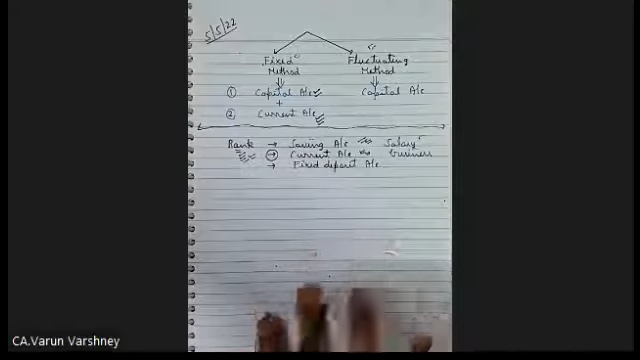 5/5/22
Fixed Fluctuating
Method Method
① Capital A/c Capital A/c
+
② Current A/c
Rank → Saving A/c Salary
→ Current A/c business
→ Fixed deposit A/c
CA.Varun Varshney